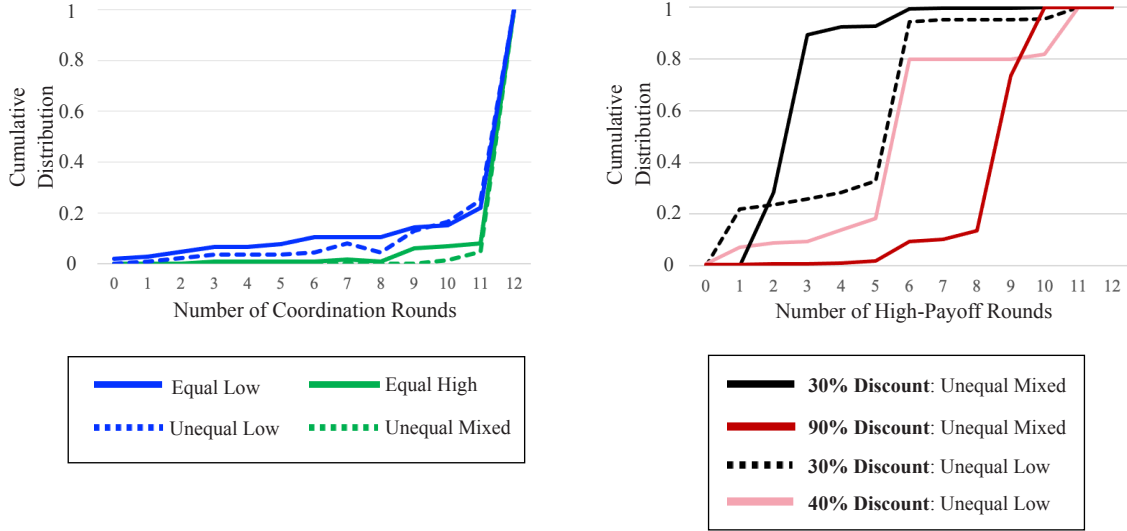 1
0.8
0.6
0.4
0.2
0
Cumulative
Distribution
0 1 2 3 4 5 6 7 8 9 10 11 12
Number of Coordination Rounds
Equal Low
Equal High
Unequal Low
Unequal Mixed
1
0.8
0.6
0.4
0.2
0
Cumulative
Distribution
0 1 2 3 4 5 6 7 8 9 10 11 12
Number of High-Payoff Rounds
30% Discount: Unequal Mixed
90% Discount: Unequal Mixed
30% Discount: Unequal Low
40% Discount: Unequal Low